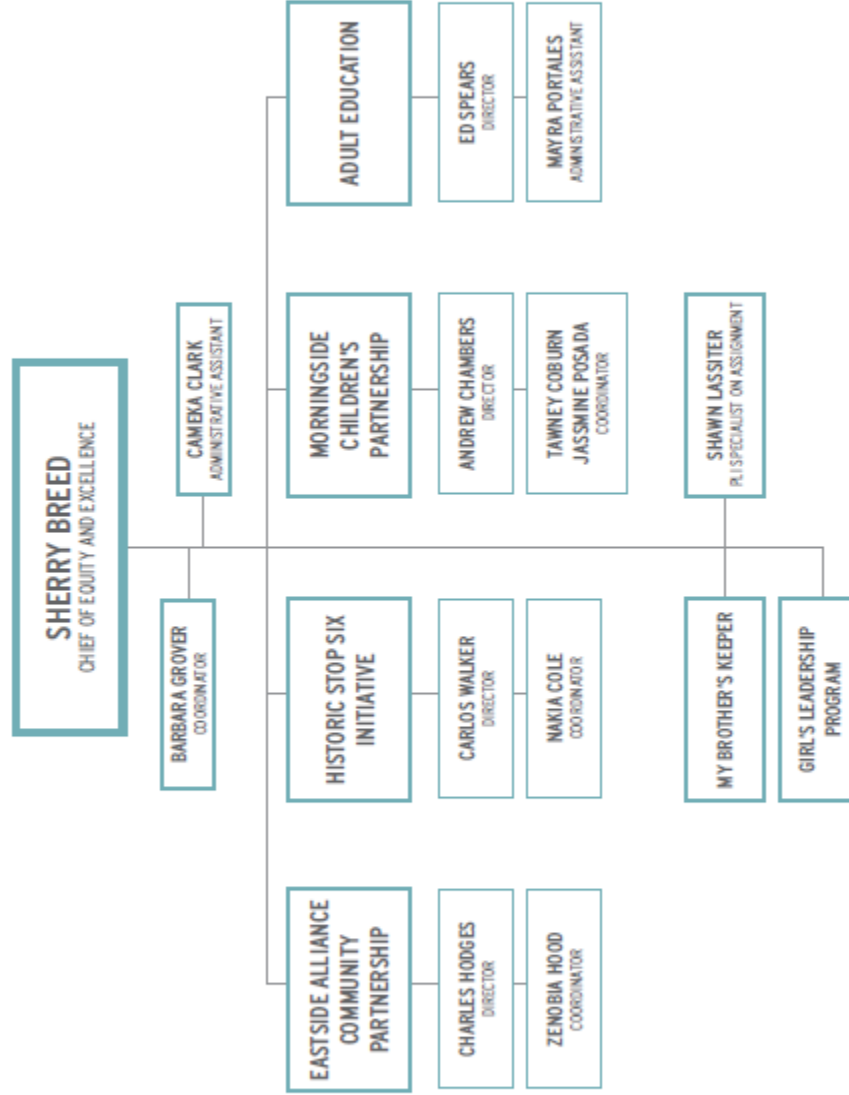 SHERRY BREED
CHIEF OF EQUITY AND EXCELLENCE
BARBARA GROVER
COORDINATOR
CAMEKA CLARK
ADMINISTRATIVE ASSISTANT
EASTSIDE ALLIANCE
COMMUNITY
PARTNERSHIP
CHARLES HODGES
DIRECTOR
ZENOBIA HOOD
COORDINATOR
HISTORIC STOP SIX
INITIATIVE
CARLOS WALKER
DIRECTOR
NAKIA COLE
COORDINATOR
MORNINGSIDE
CHILDREN'S
PARTNERSHIP
ANDREW CHAMBERS
DIRECTOR
TAWNEY COBURN
JASSMINE POSADA
COORDINATOR
ADULT EDUCATION
ED SPEARS
DIRECTOR
MAYRA PORTALES
ADMINISTRATIVE ASSISTANT
MY BROTHER'S KEEPER
SHAWN LASSITER
PLI SPECIALIST ON ASSIGNMENT
GIRL'S LEADERSHIP
PROGRAM